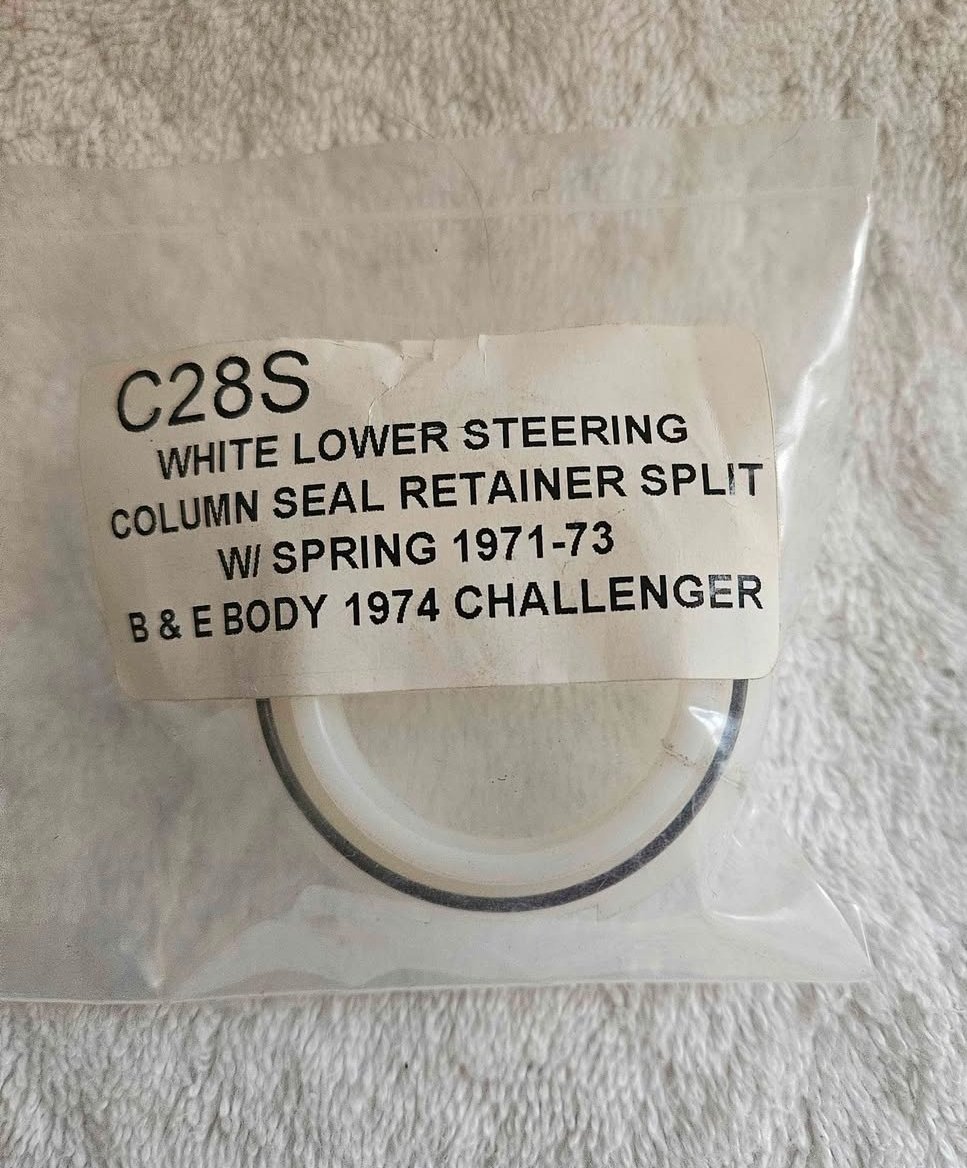 C28S
WHITE LOWER STEERING
COLUMN SEAL RETAINER SPLIT
W/ SPRING 1971-73
B & E BODY 1974 CHALLENGER